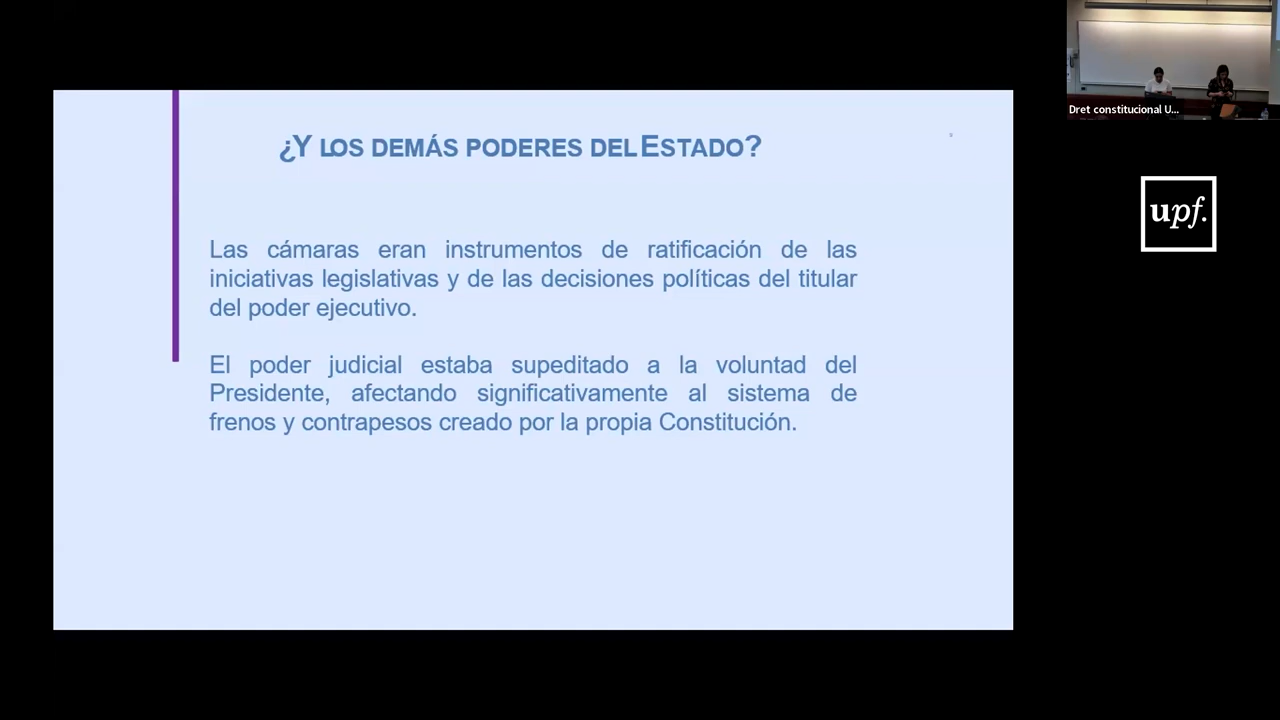 ¿Y LOS DEMÁS PODERES DEL ESTADO?
Las cámaras eran instrumentos de ratificación de las
iniciativas legislativas y de las decisiones políticas del titular
del poder ejecutivo.
El poder judicial estaba supeditado a la voluntad del
Presidente, afectando significativamente al sistema de
frenos y contrapesos creado por la propia Constitución.
Dret constitucional U...
upf.